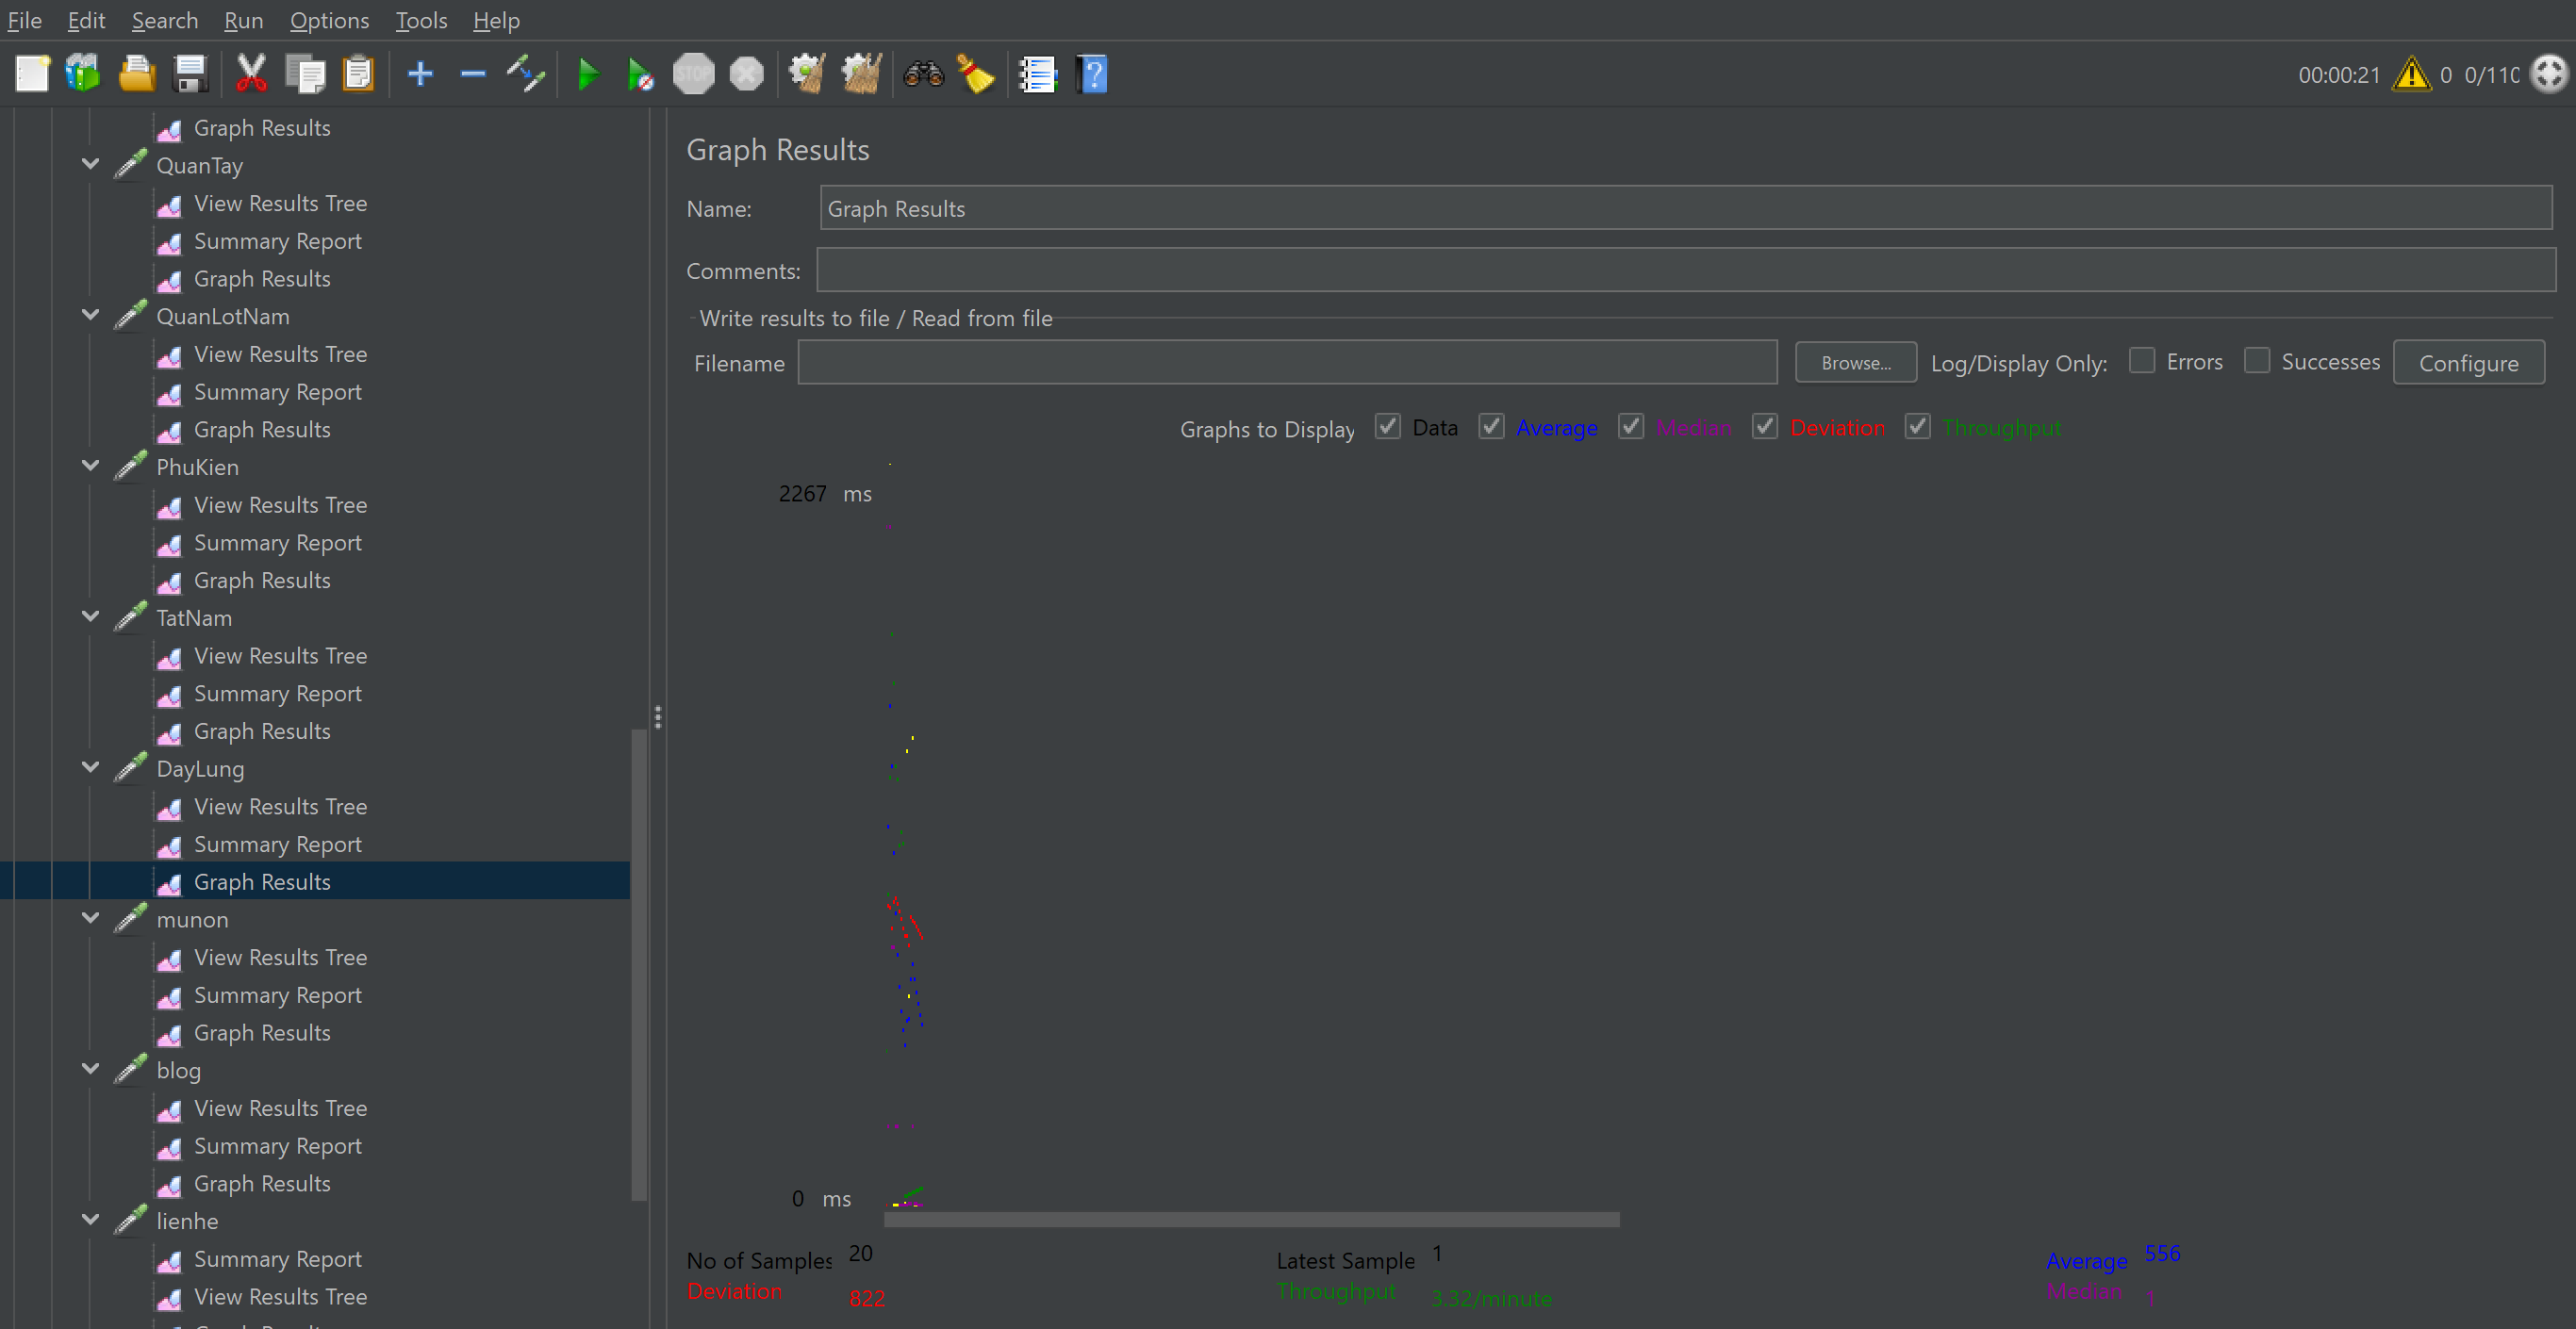 File Edit Search Run Options Tools Help
STOP
00:00:21 0 0/110
Graph Results
QuanTay
View Results Tree
Summary Report
Graph Results
QuanLotNam
View Results Tree
Summary Report
Graph Results
PhuKien
View Results Tree
Summary Report
Graph Results
TatNam
View Results Tree
Summary Report
Graph Results
DayLung
View Results Tree
Summary Report
Graph Results
munon
View Results Tree
Summary Report
Graph Results
blog
View Results Tree
Summary Report
Graph Results
lienhe
Summary Report
View Results Tree
Graph Results
Name: Graph Results
Comments:
Write results to file / Read from file
Filename Browse... Log/Display Only: Errors Successes Configure
Graphs to Display Data Average Median Deviation Throughput
2267 ms
0 ms
No of Samples 20 Latest Sample 1 Average 556
Deviation 822 Throughput 3.32/minute Median 1